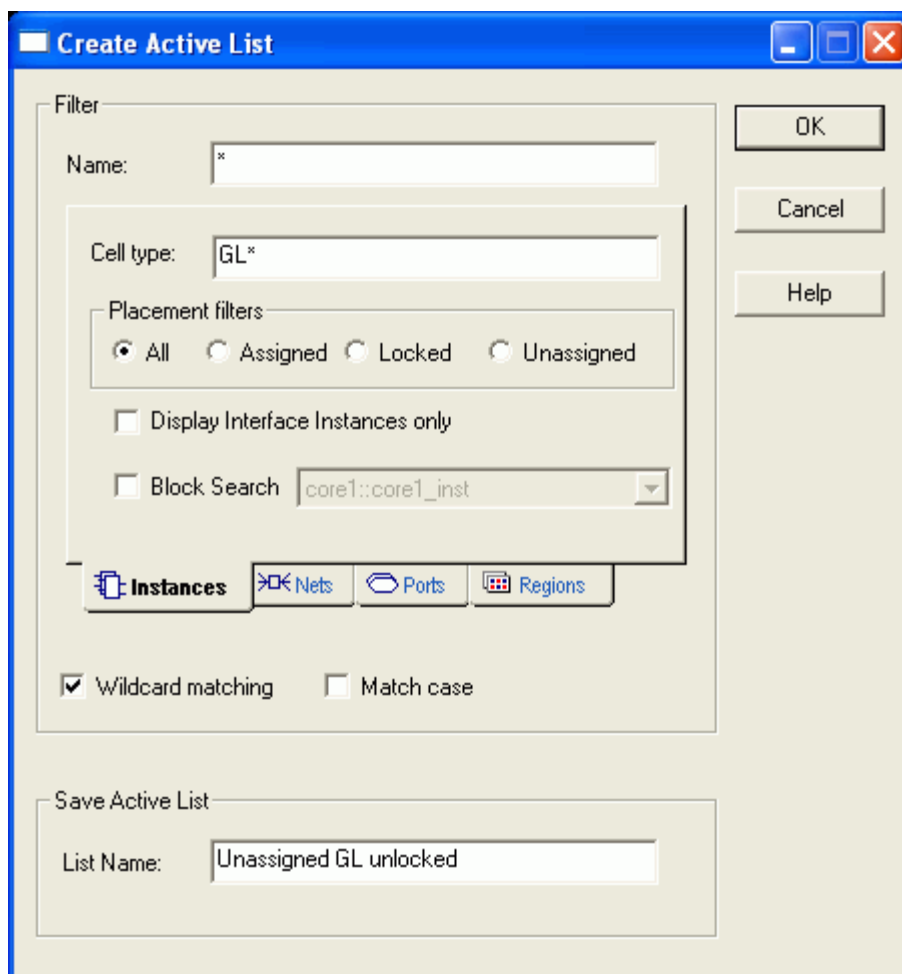 Create Active List
Filter
Name: *
OK
Cancel
Help
Cell type: GL*
Placement filters
All Assigned Locked Unassigned
Display Interface Instances only
Block Search core1::core1_inst
Instances Nets Ports Regions
Wildcard matching Match case
Save Active List
List Name: Unassigned GL unlocked